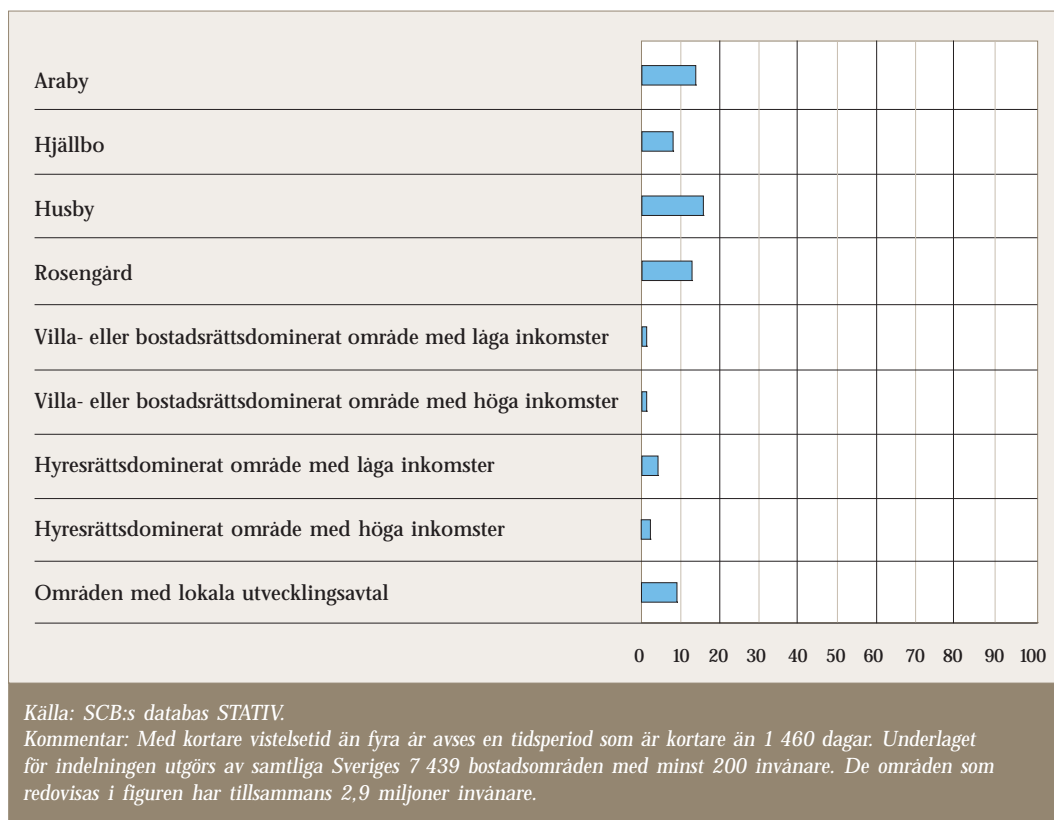 Araby
Hjällbo
Husby
Rosengård
Villa- eller bostadsrättsdominerat område med låga inkomster
Villa- eller bostadsrättsdominerat område med höga inkomster
Hyresrättsdominerat område med låga inkomster
Hyresrättsdominerat område med höga inkomster
Områden med lokala utvecklingsavtal
0 10 20 30 40 50 60 70 80 90 100
Källa: SCB:s databas STATIV.
Kommentar: Med kortare vistelsetid än fyra år avses en tidsperiod som är kortare än 1 460 dagar. Underlaget
för indelningen utgörs av samtliga Sveriges 7 439 bostadsområden med minst 200 invånare. De områden som
redovisas i figuren har tillsammans 2,9 miljoner invånare.